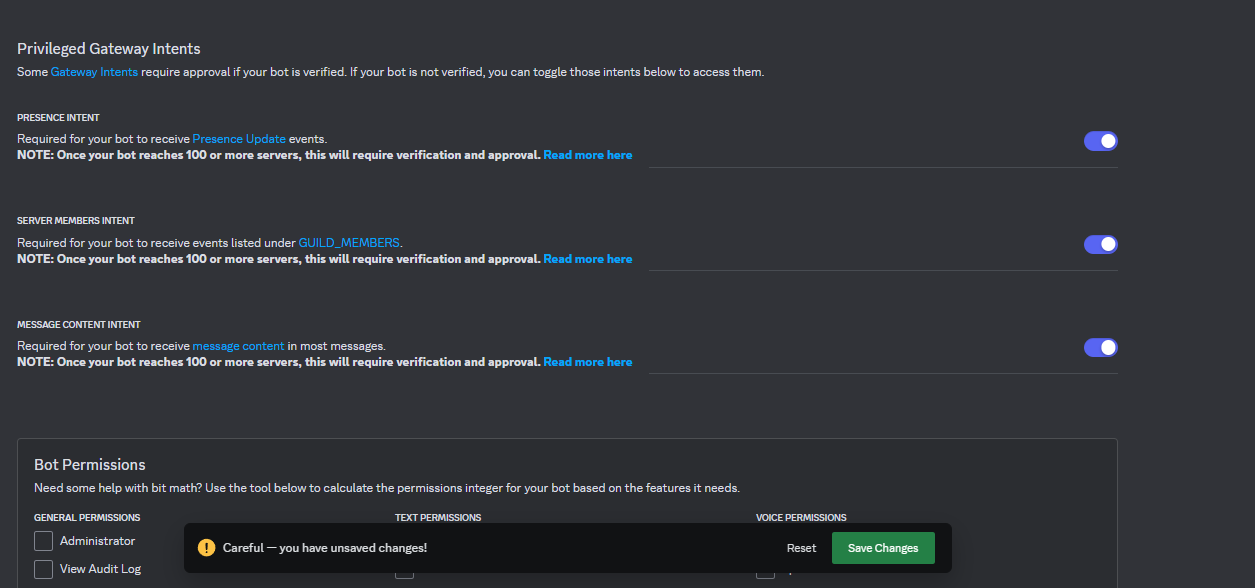 Privileged Gateway Intents
Some Gateway Intents require approval if your bot is verified. If your bot is not verified, you can toggle those intents below to access them.
PRESENCE INTENT
Required for your bot to receive Presence Update events.
NOTE: Once your bot reaches 100 or more servers, this will require verification and approval. Read more here
SERVER MEMBERS INTENT
Required for your bot to receive events listed under GUILD_MEMBERS.
NOTE: Once your bot reaches 100 or more servers, this will require verification and approval. Read more here
MESSAGE CONTENT INTENT
Required for your bot to receive message content in most messages.
NOTE: Once your bot reaches 100 or more servers, this will require verification and approval. Read more here
Bot Permissions
Need some help with bit math? Use the tool below to calculate the permissions integer for your bot based on the features it needs.
GENERAL PERMISSIONS TEXT PERMISSIONS VOICE PERMISSIONS
Administrator
Careful — you have unsaved changes! Reset Save Changes
View Audit Log